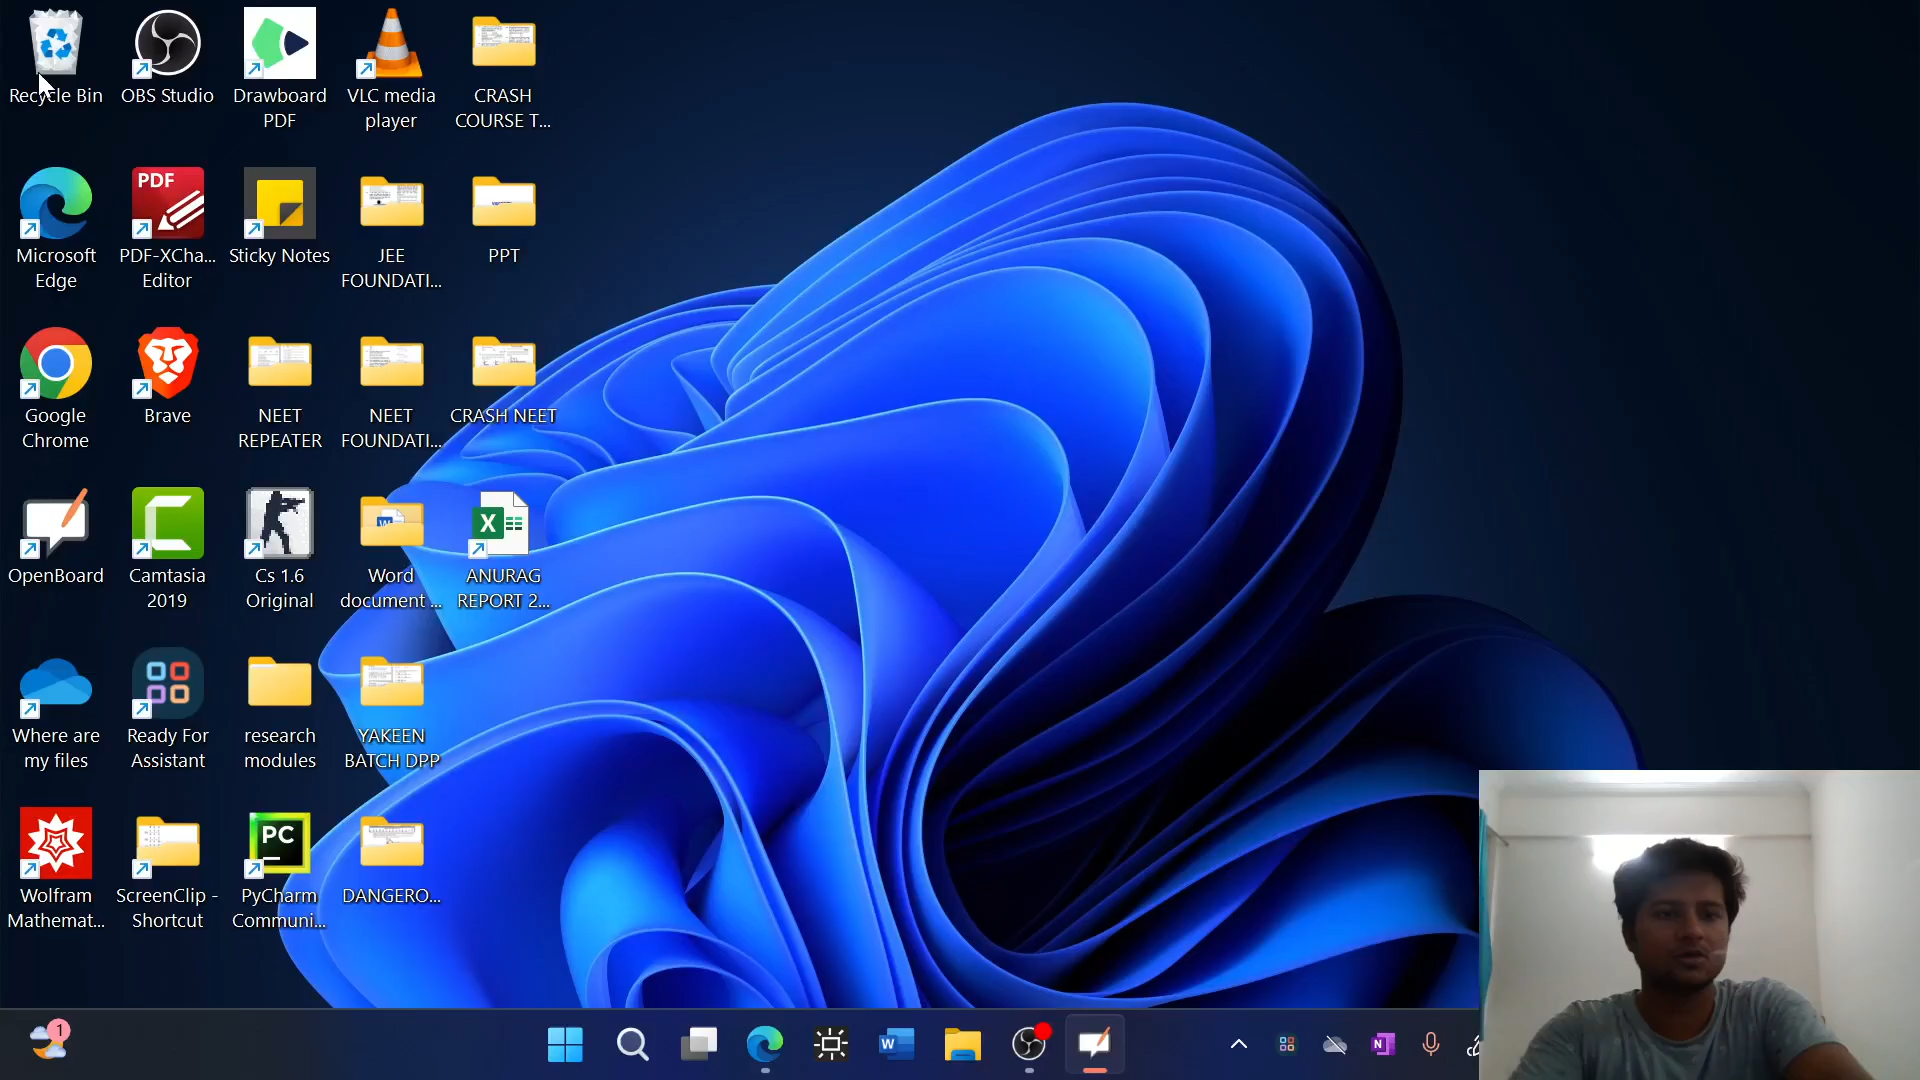 Recycle Bin
OBS Studio
Drawboard
PDF
VLC media
player
CRASH
COURSE T...
Microsoft
Edge
PDF
PDF-XCha...
Editor
Sticky Notes
JEE
FOUNDATI...
PPT
Google
Chrome
Brave
NEET
REPEATER
NEET
FOUNDATI...
CRASH NEET
OpenBoard
Camtasia
2019
Cs 1.6
Original
W
Word
document ...
X
ANURAG
REPORT 2...
Where are
my files
Ready For
Assistant
research
modules
YAKEEN
BATCH DPP
Wolfram
Mathemat...
ScreenClip -
Shortcut
PC
PyCharm
Communi...
DANGERO...
1
W
N